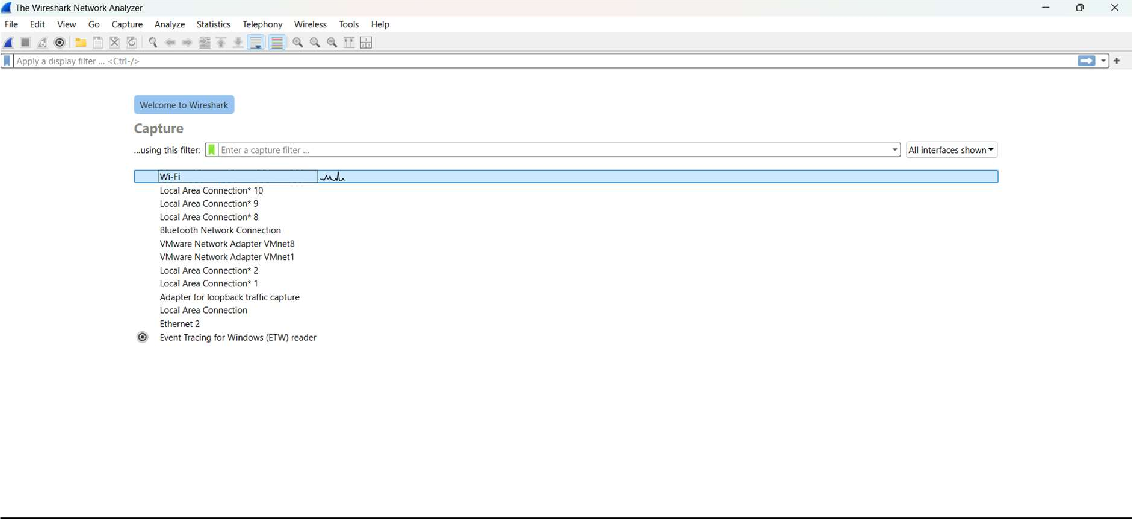 The Wireshark Network Analyzer
File Edit View Go Capture Analyze Statistics Telephony Wireless Tools Help
Apply a display filter ... <Ctrl-/>
Welcome to Wireshark
Capture
...using this filter: Enter a capture filter ... All interfaces shown
Wi-Fi
Local Area Connection* 10
Local Area Connection* 9
Local Area Connection* 8
Bluetooth Network Connection
VMware Network Adapter VMnet8
VMware Network Adapter VMnet1
Local Area Connection* 2
Local Area Connection* 1
Adapter for loopback traffic capture
Local Area Connection
Ethernet 2
Event Tracing for Windows (ETW) reader